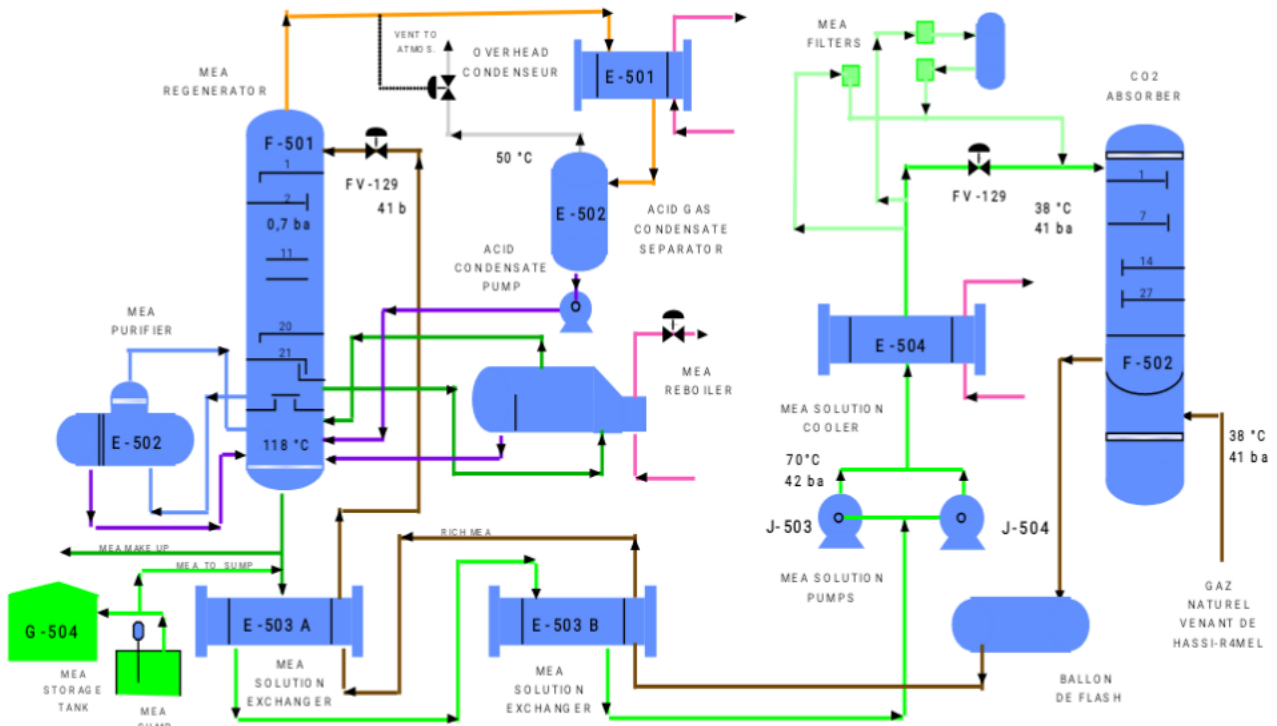 MEA
REGENERATOR
F-501
1
2
0,7 ba
11
20
21
118 °C
VENT TO
ATMOS.
OVERHEAD
CONDENSEUR
E-501
FV-129
41 b
50 °C
E-502
ACID GAS
CONDENSATE
SEPARATOR
ACID
CONDENSATE
PUMP
MEA
REBOILER
MEA
PURIFIER
E-502
MEA MAKE UP
MEA TO SUMP
G-504
MEA
STORAGE
TANK
MEA
E-503 A
MEA
SOLUTION
EXCHANGER
RICH MEA
E-503 B
MEA
SOLUTION
EXCHANGER
MEA
FILTERS
FV-129
38 °C
41 ba
E-504
MEA SOLUTION
COOLER
70°C
42 ba
J-503
J-504
MEA SOLUTION
PUMPS
CO2
ABSORBER
1
7
14
27
F-502
38 °C
41 ba
GAZ
NATUREL
VENANT DE
HASSI-R4MEL
BALLON
DE FLASH